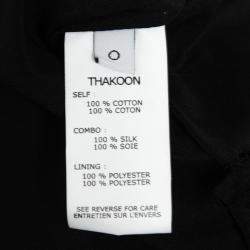 0
THAKOON
SELF :
100 % COTTON
100 % COTON
COMBO :
100 % SILK
100 % SOIE
LINING :
100 % POLYESTER
100 % POLYESTER
SEE REVERSE FOR CARE
ENTRETIEN SUR L'ENVERS